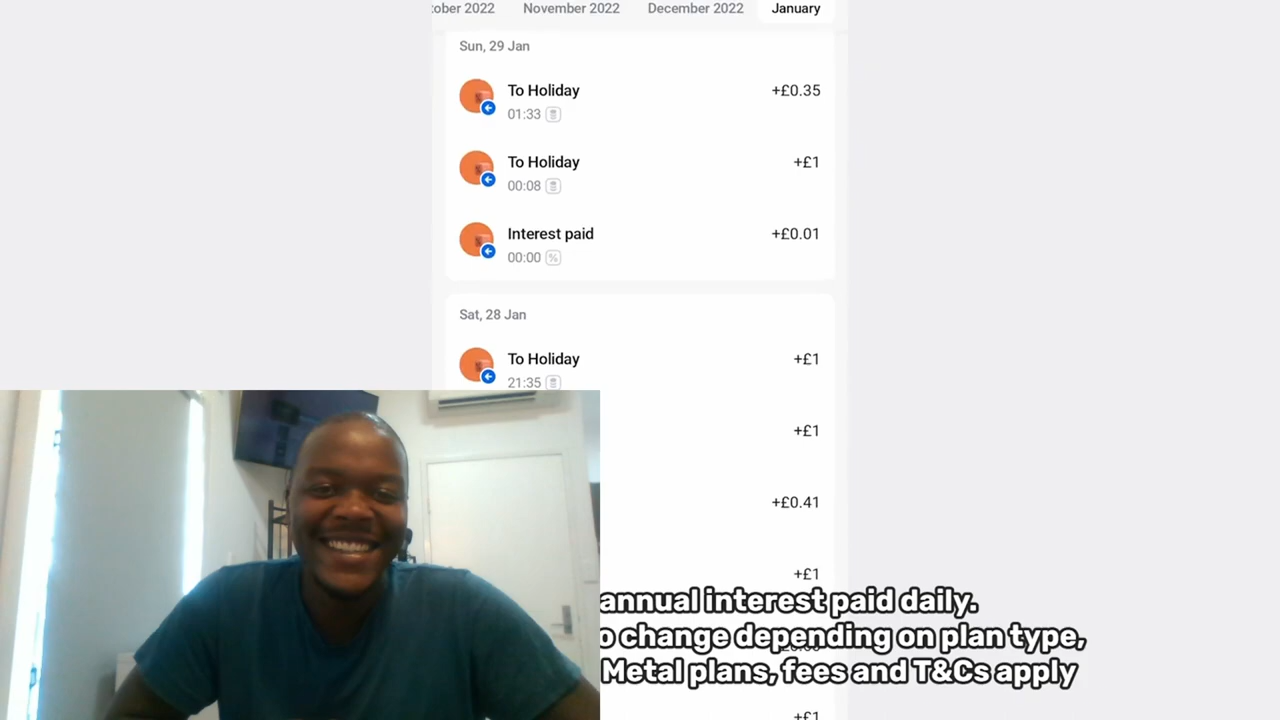 October 2022 November 2022 December 2022 January
Sun, 29 Jan
To Holiday +£0.35
01:33
To Holiday +£1
00:08
Interest paid +£0.01
00:00 %
Sat, 28 Jan
To Holiday +£1
21:35
+£1
+£0.41
+£1
annual interest paid daily.
o change depending on plan type,
Metal plans, fees and T&Cs apply
+£1